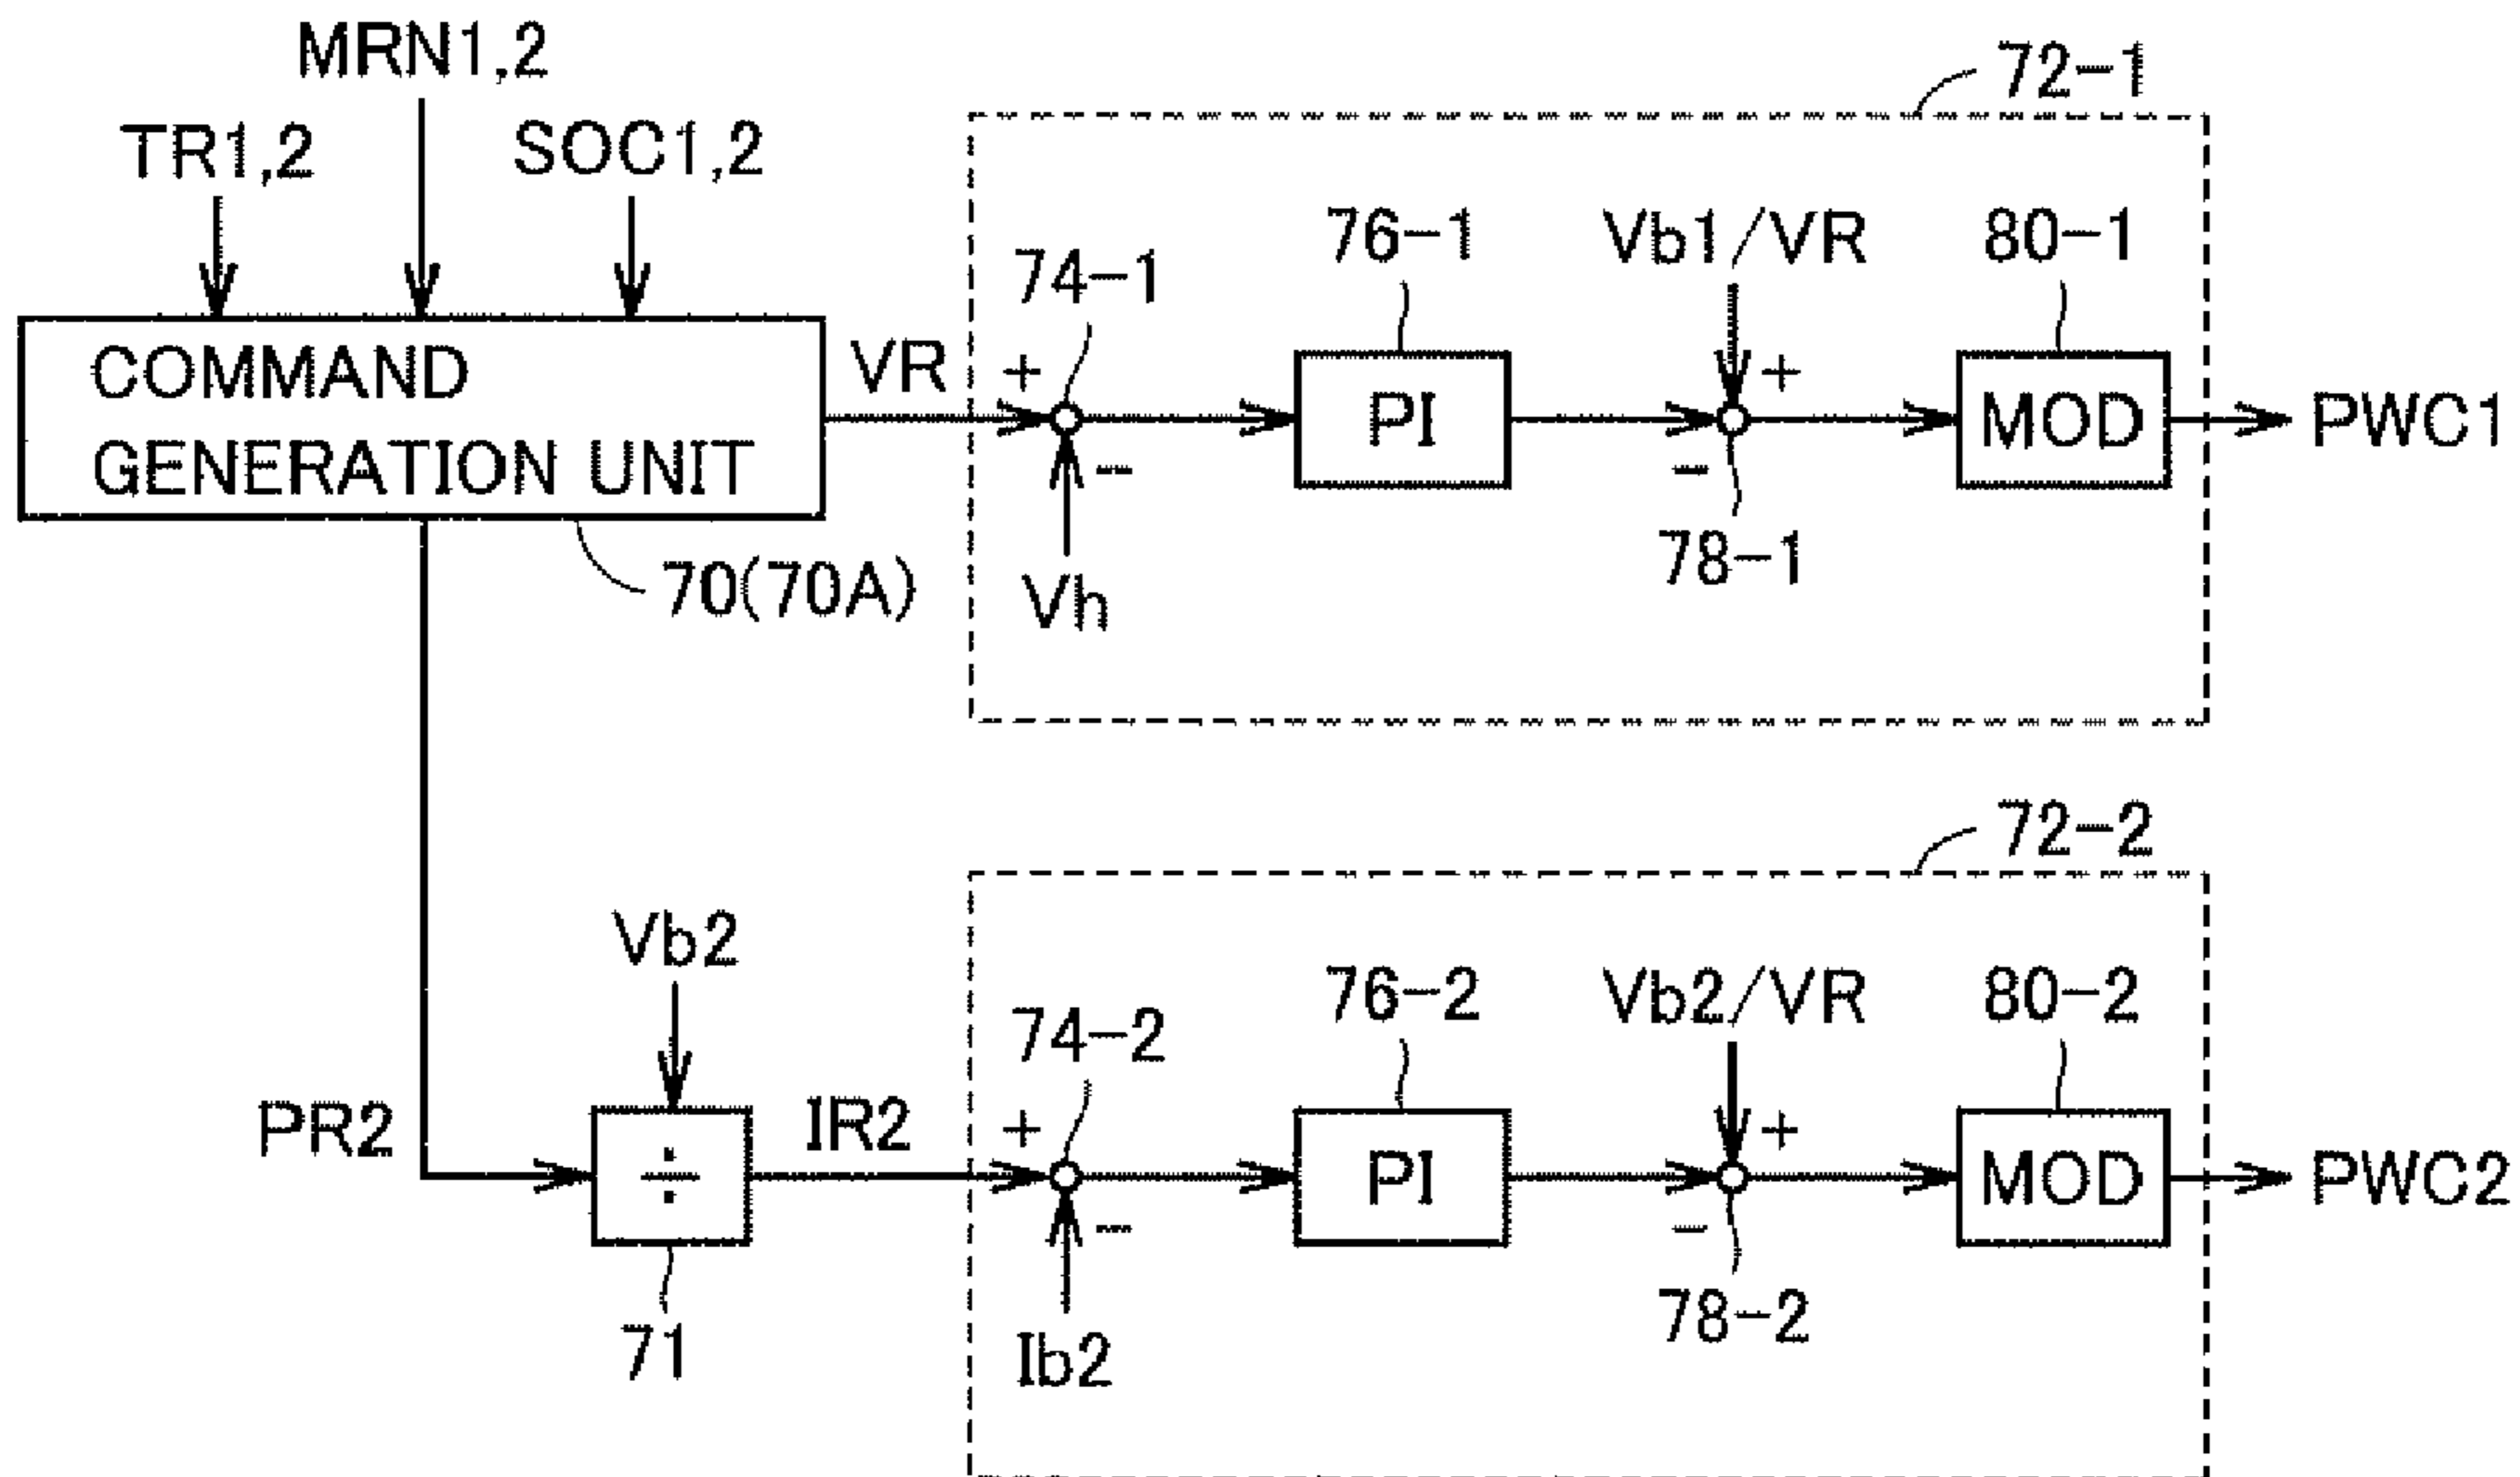 MRN1,2
TR1,2
SOC1,2
COMMAND
GENERATION UNIT
70(70A)
VR
72-1
74-1
+
-
Vh
76-1
PI
Vb1/VR
+
-
78-1
80-1
MOD
PWC1
PR2
Vb2
÷
71
IR2
72-2
74-2
+
-
Ib2
76-2
PI
Vb2/VR
+
-
78-2
80-2
MOD
PWC2